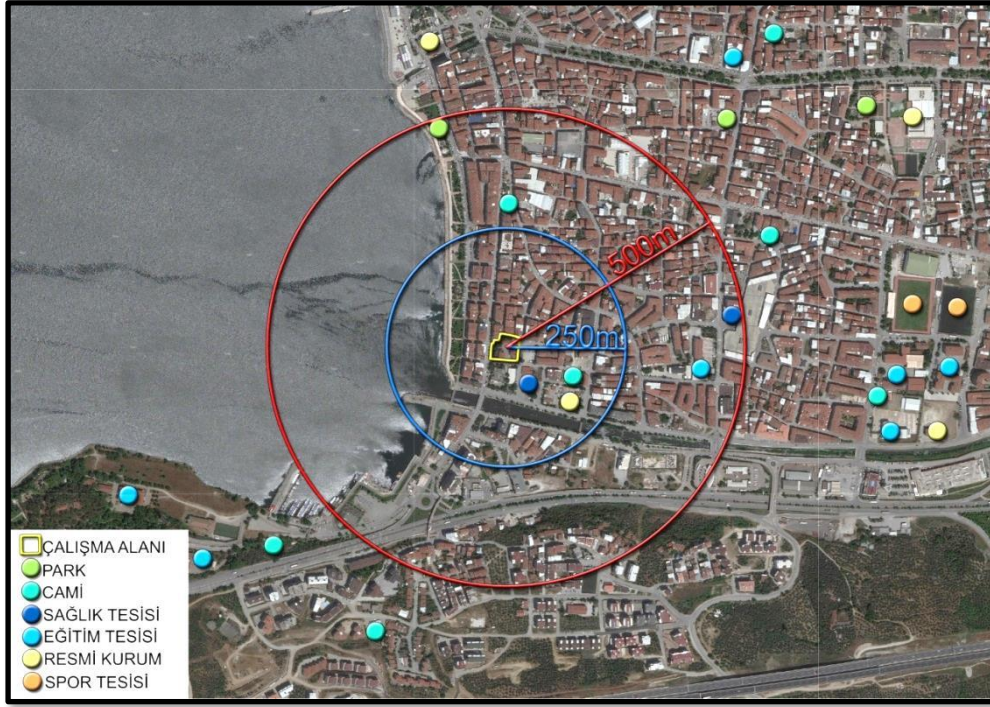 500m
250m
ÇALIŞMA ALANI
PARK
CAMİ
SAĞLIK TESİSİ
EĞİTİM TESİSİ
RESMİ KURUM
SPOR TESİSİ